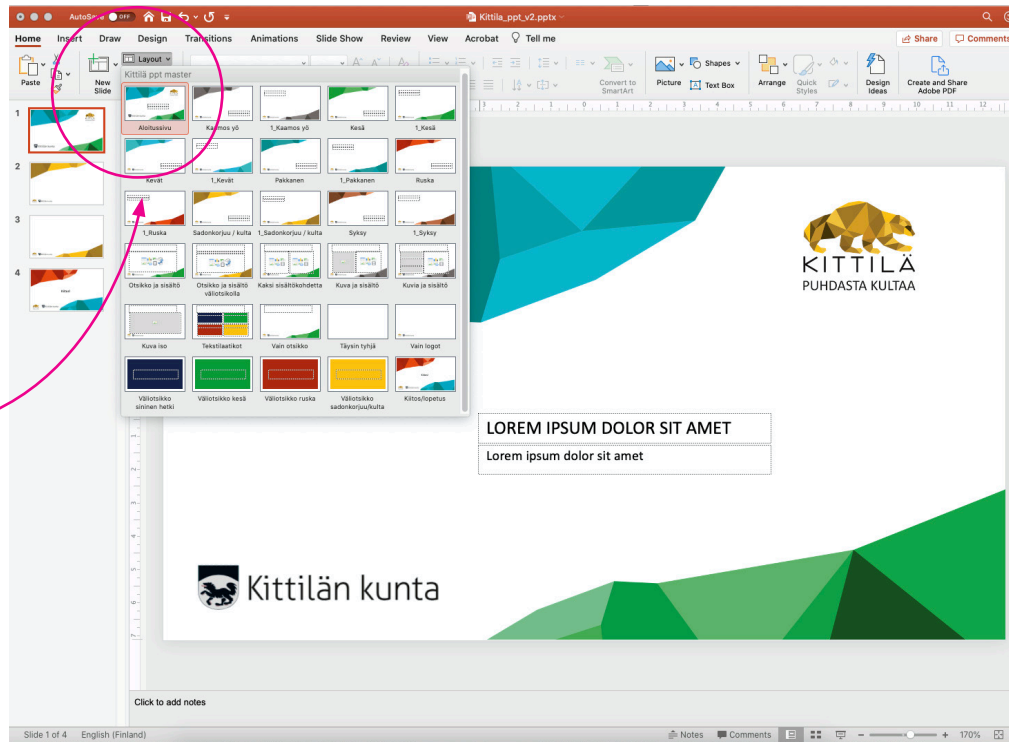 AutoSave OFF
Kittila_ppt_v2.pptx
Home Insert Draw Design Transitions Animations Slide Show Review View Acrobat Tell me
Share Comments
Paste
New Slide
Layout
Convert to SmartArt
Picture
Shapes
Text Box
Arrange
Quick Styles
Design Ideas
Create and Share Adobe PDF
Kittilä ppt master
Aloitussivu Kaamos yö 1_Kaamos yö Kesä 1_Kesä
Kevät 1_Kevät Pakkanen 1_Pakkanen Ruska
1_Ruska Sadonkorjuu / kulta 1_Sadonkorjuu / kulta Syksy 1_Syksy
Otsikko ja sisältö Otsikko ja sisältö väliotsikolla Kaksi sisältökohdetta Kuva ja sisältö Kuvia ja sisältö
Kuva iso Tekstilaatikot Vain otsikko Täysin tyhjä Vain logot
Väliotsikko sininen hetki Väliotsikko kesä Väliotsikko ruska Väliotsikko sadonkorjuu/kulta Kiitos/lopetus
1
2
3
4
KITTILÄ
PUHDASTA KULTAA
LOREM IPSUM DOLOR SIT AMET
Lorem ipsum dolor sit amet
Kittilän kunta
Click to add notes
Slide 1 of 4 English (Finland) Notes Comments 170%